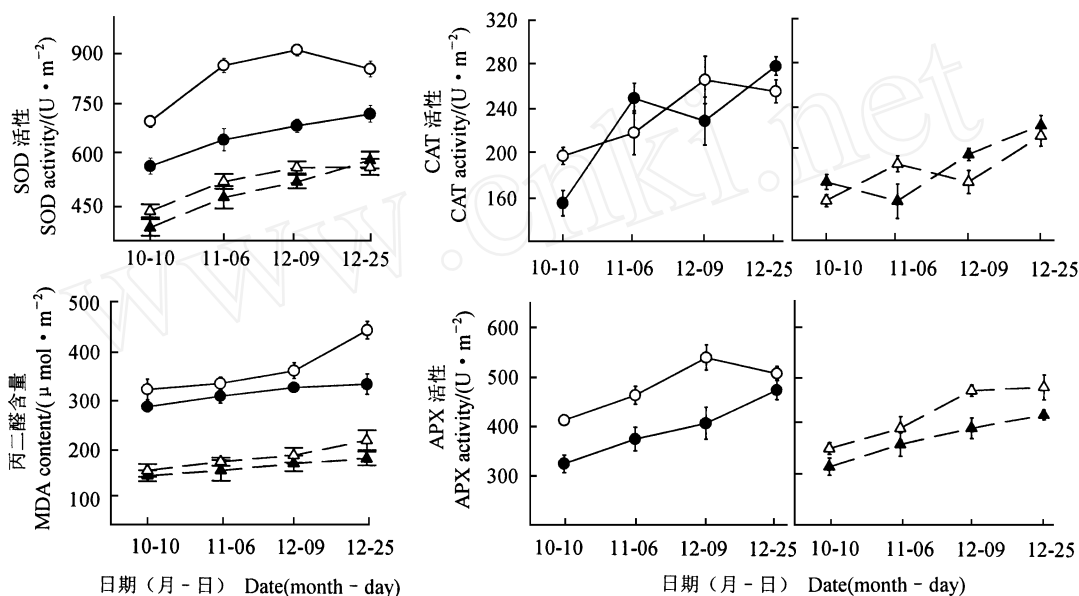 SOD 活性
SOD activity/(U·m⁻²)
900
750
600
450
10-10 11-06 12-09 12-25
CAT 活性
CAT activity/(U·m⁻²)
320
280
240
200
160
10-10 11-06 12-09 12-25
10-10 11-06 12-09 12-25
丙二醛含量
MDA content/(μ mol·m⁻²)
500
400
300
200
100
10-10 11-06 12-09 12-25
日期（月－日） Date(month－day)
APX 活性
APX activity/(U·m⁻²)
600
500
400
300
10-10 11-06 12-09 12-25
10-10 11-06 12-09 12-25
日期（月－日） Date(month－day)
www.cnki.net